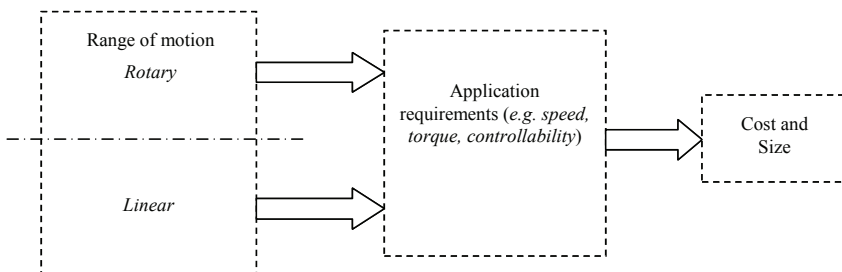 Range of motion
Rotary
Linear
Application
requirements (e.g. speed,
torque, controllability)
Cost and
Size